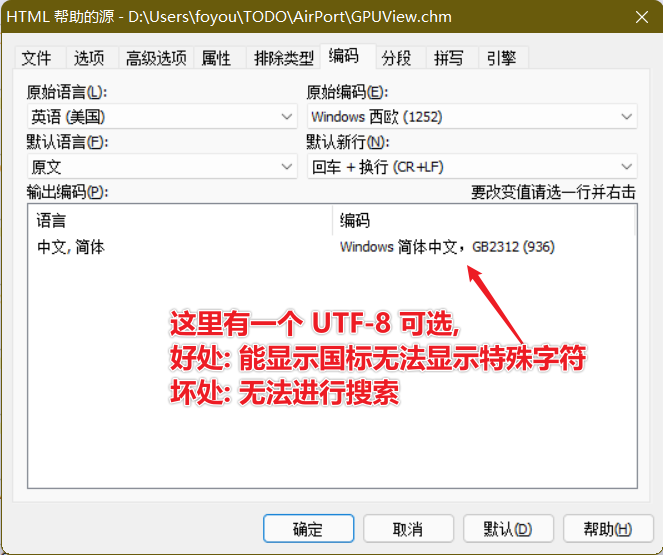 HTML 帮助的源 - D:\Users\foyou\TODO\AirPort\GPUView.chm
文件 选项 高级选项 属性 排除类型 编码 分段 拼写 引擎
原始语言(L): 原始编码(E):
英语 (美国) Windows 西欧 (1252)
默认语言(F): 默认新行(N):
原文 回车 + 换行 (CR+LF)
输出编码(P): 要改变值请选一行并右击
语言 编码
中文, 简体 Windows 简体中文，GB2312 (936)
这里有一个 UTF-8 可选,
好处: 能显示国标无法显示特殊字符
坏处: 无法进行搜索
确定 取消 默认(D) 帮助(H)